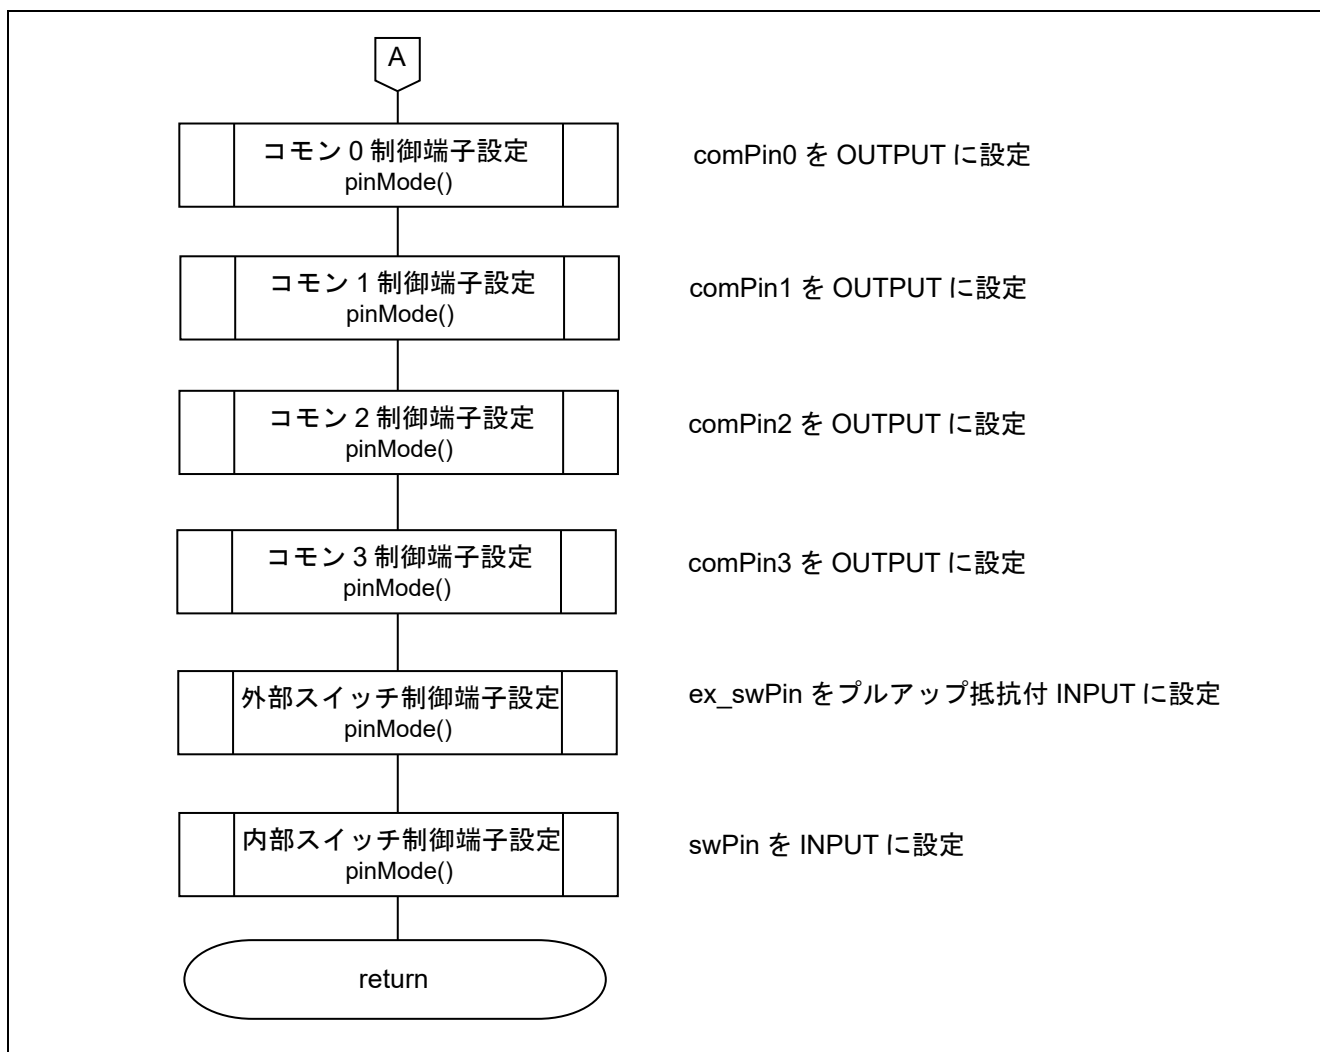 A
コモン 0 制御端子設定
pinMode()
comPin0 を OUTPUT に設定
コモン 1 制御端子設定
pinMode()
comPin1 を OUTPUT に設定
コモン 2 制御端子設定
pinMode()
comPin2 を OUTPUT に設定
コモン 3 制御端子設定
pinMode()
comPin3 を OUTPUT に設定
外部スイッチ制御端子設定
pinMode()
ex_swPin をプルアップ抵抗付 INPUT に設定
内部スイッチ制御端子設定
pinMode()
swPin を INPUT に設定
return